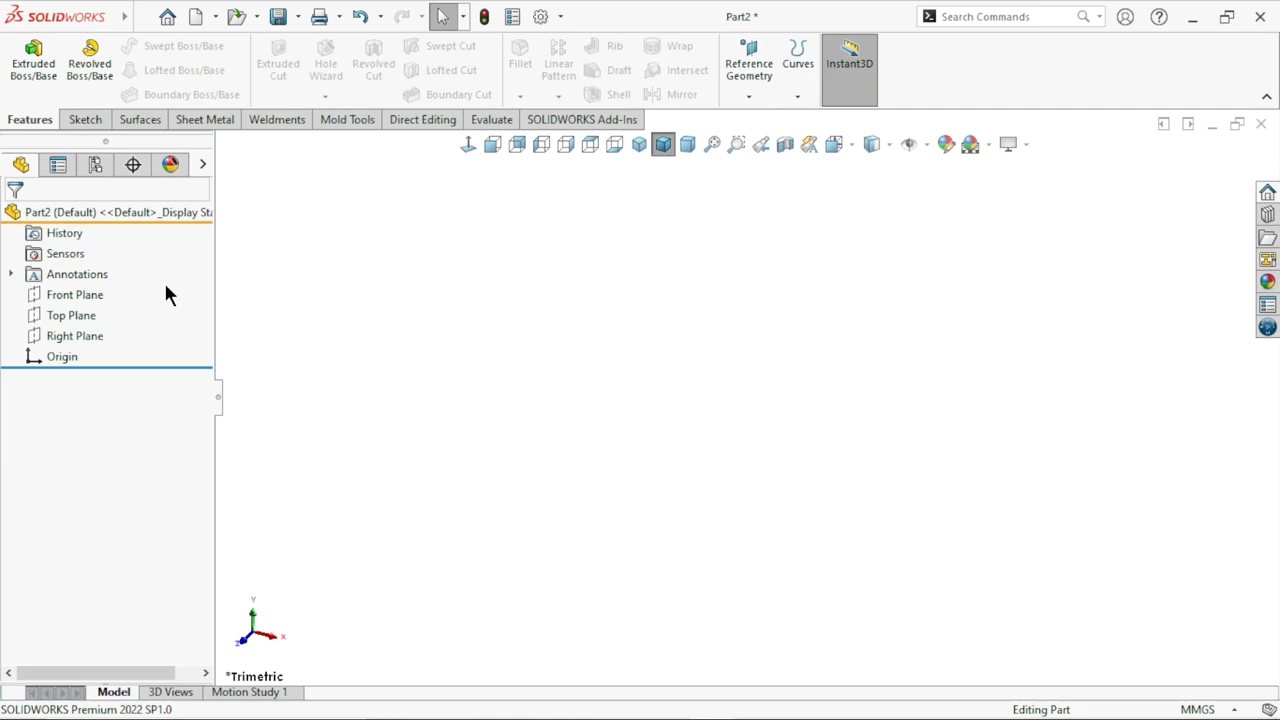 SOLIDWORKS
Part2 *
Search Commands
Extruded Boss/Base
Revolved Boss/Base
Swept Boss/Base
Lofted Boss/Base
Boundary Boss/Base
Extruded Cut
Hole Wizard
Revolved Cut
Swept Cut
Lofted Cut
Boundary Cut
Fillet
Linear Pattern
Rib
Draft
Shell
Wrap
Intersect
Mirror
Reference Geometry
Curves
Instant3D
Features Sketch Surfaces Sheet Metal Weldments Mold Tools Direct Editing Evaluate SOLIDWORKS Add-Ins
Part2 (Default) <<Default>_Display Sta
History
Sensors
A Annotations
Front Plane
Top Plane
Right Plane
Origin
Y
X
Z
*Trimetric
Model 3D Views Motion Study 1
SOLIDWORKS Premium 2022 SP1.0 Editing Part MMGS